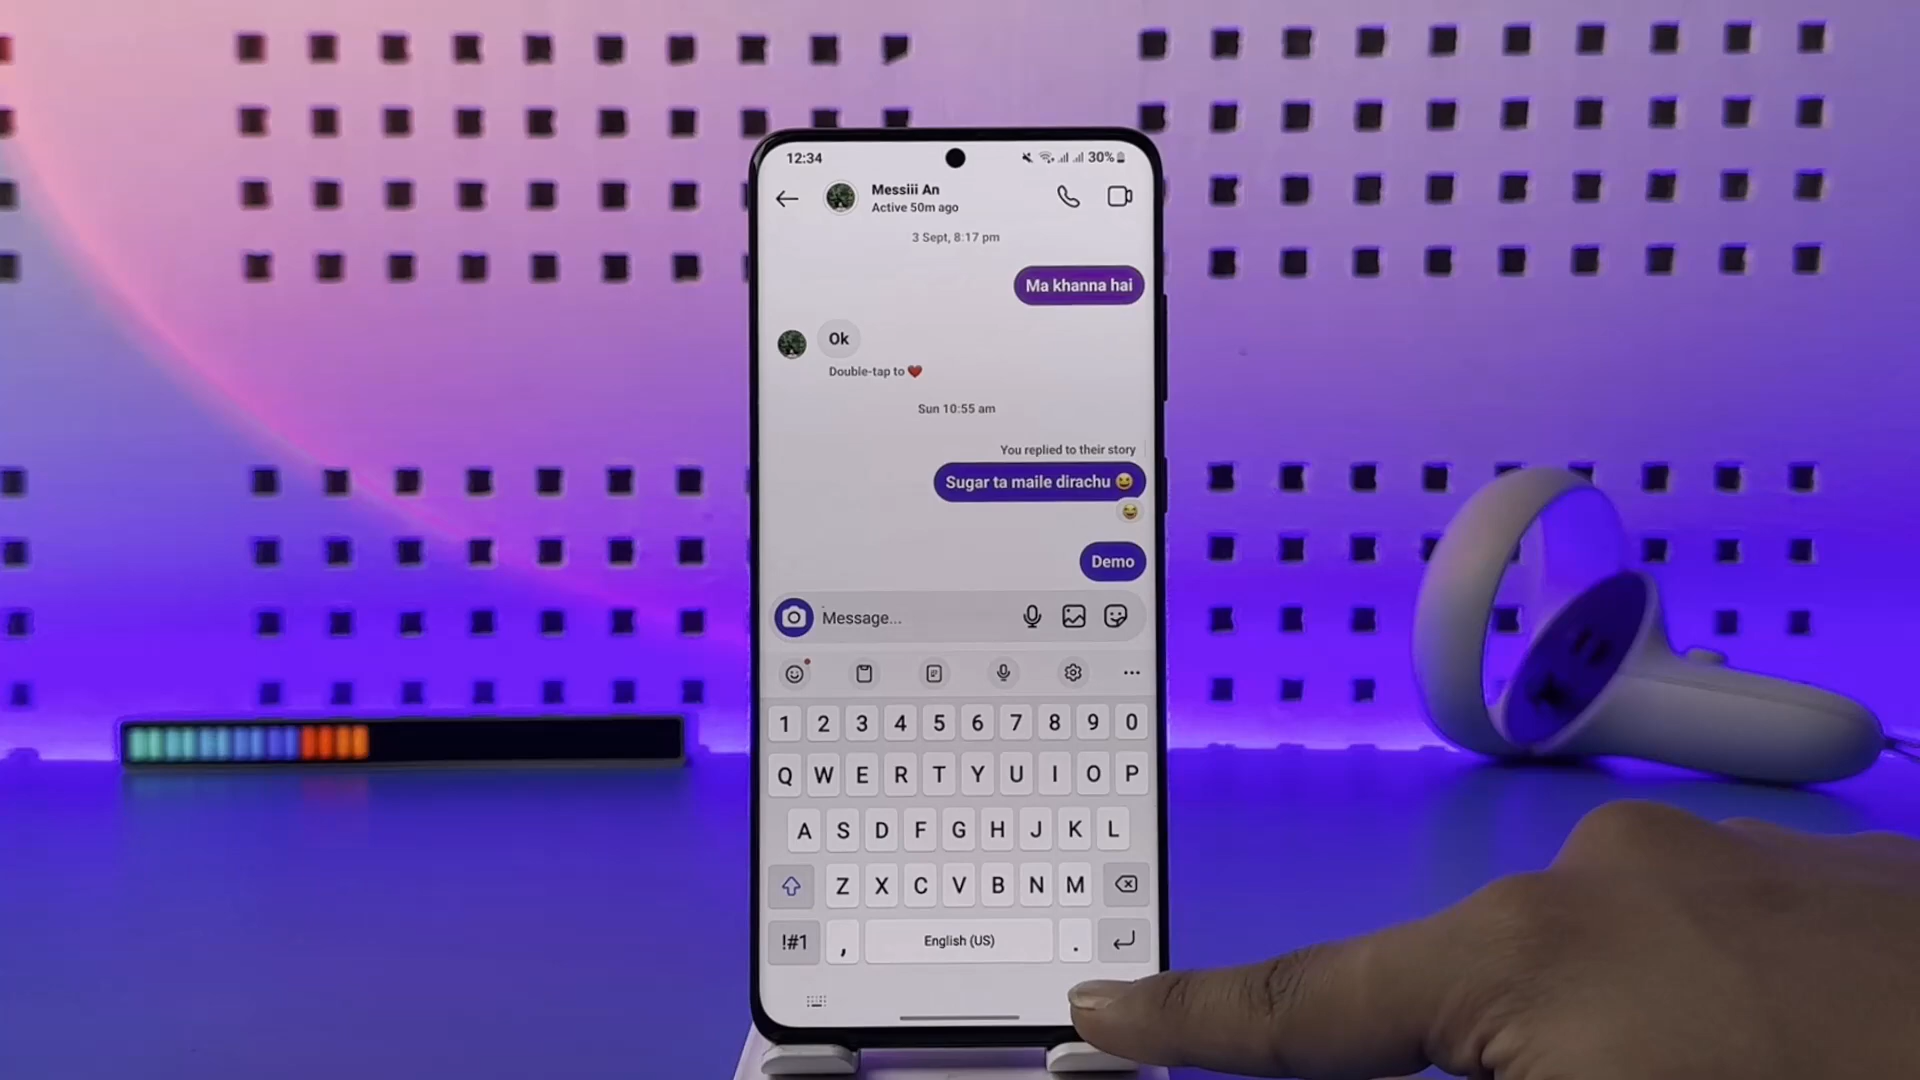 12:34
30%
Messiii An
Active 50m ago
3 Sept, 8:17 pm
Ma khanna hai
Ok
Double-tap to ❤️
Sun 10:55 am
You replied to their story
Sugar ta maile dirachu 😆
😆
Demo
Message...
1 2 3 4 5 6 7 8 9 0
Q W E R T Y U I O P
A S D F G H J K L
Z X C V B N M
!#1 , English (US) .